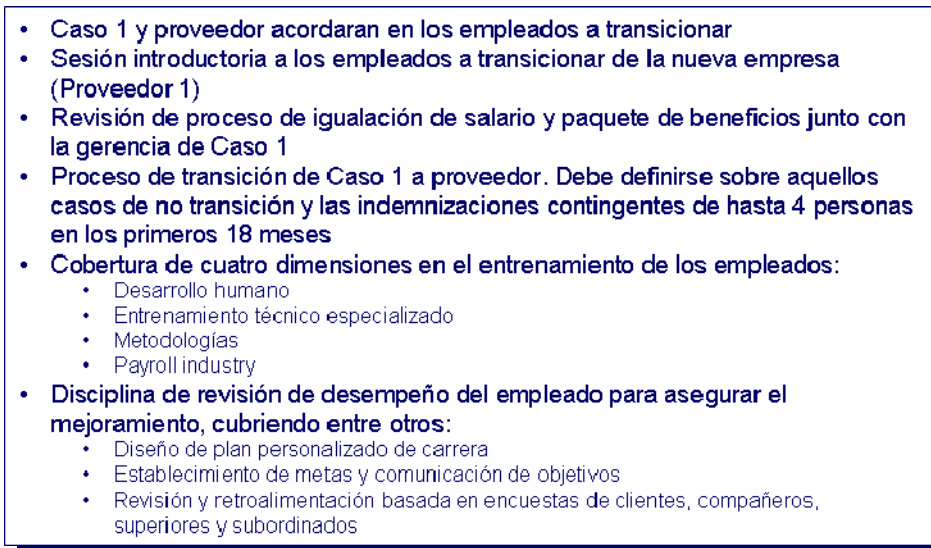 • Caso 1 y proveedor acordaran en los empleados a transicionar
• Sesión introductoria a los empleados a transicionar de la nueva empresa
(Proveedor 1)
• Revisión de proceso de igualación de salario y paquete de beneficios junto con
la gerencia de Caso 1
• Proceso de transición de Caso 1 a proveedor. Debe definirse sobre aquellos
casos de no transición y las indemnizaciones contingentes de hasta 4 personas
en los primeros 18 meses
• Cobertura de cuatro dimensiones en el entrenamiento de los empleados:
• Desarrollo humano
• Entrenamiento técnico especializado
• Metodologías
• Payroll industry
• Disciplina de revisión de desempeño del empleado para asegurar el
mejoramiento, cubriendo entre otros:
• Diseño de plan personalizado de carrera
• Establecimiento de metas y comunicación de objetivos
• Revisión y retroalimentación basada en encuestas de clientes, compañeros,
superiores y subordinados